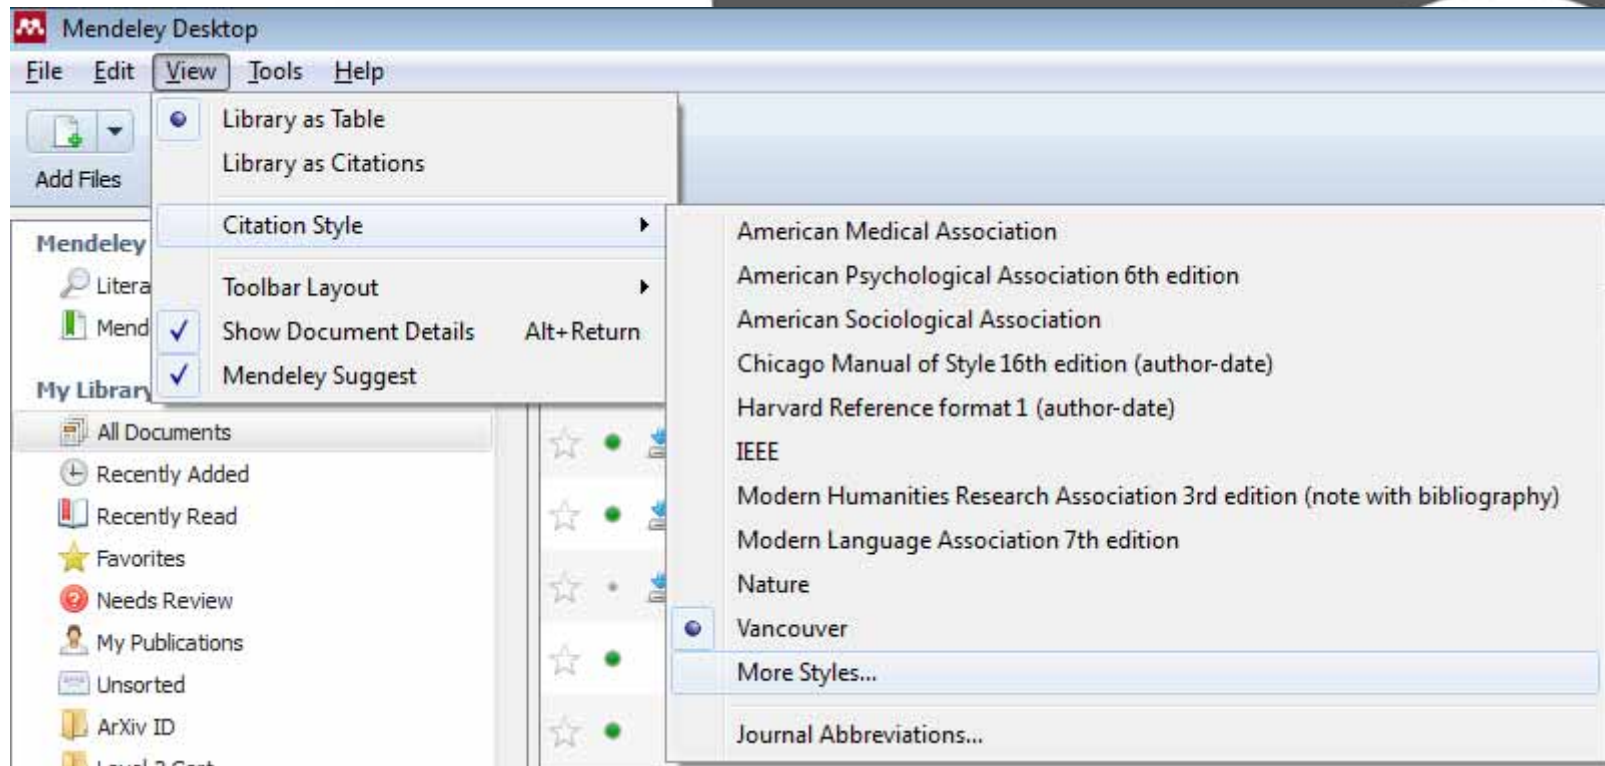 Mendeley Desktop
File Edit View Tools Help
Library as Table
Library as Citations
Add Files
Citation Style
Toolbar Layout
Show Document Details Alt+Return
Mendeley Suggest
American Medical Association
American Psychological Association 6th edition
American Sociological Association
Chicago Manual of Style 16th edition (author-date)
Harvard Reference format 1 (author-date)
IEEE
Modern Humanities Research Association 3rd edition (note with bibliography)
Modern Language Association 7th edition
Nature
Vancouver
More Styles...
Journal Abbreviations...
Mendeley
Litera
Mend
My Library
All Documents
Recently Added
Recently Read
Favorites
Needs Review
My Publications
Unsorted
ArXiv ID